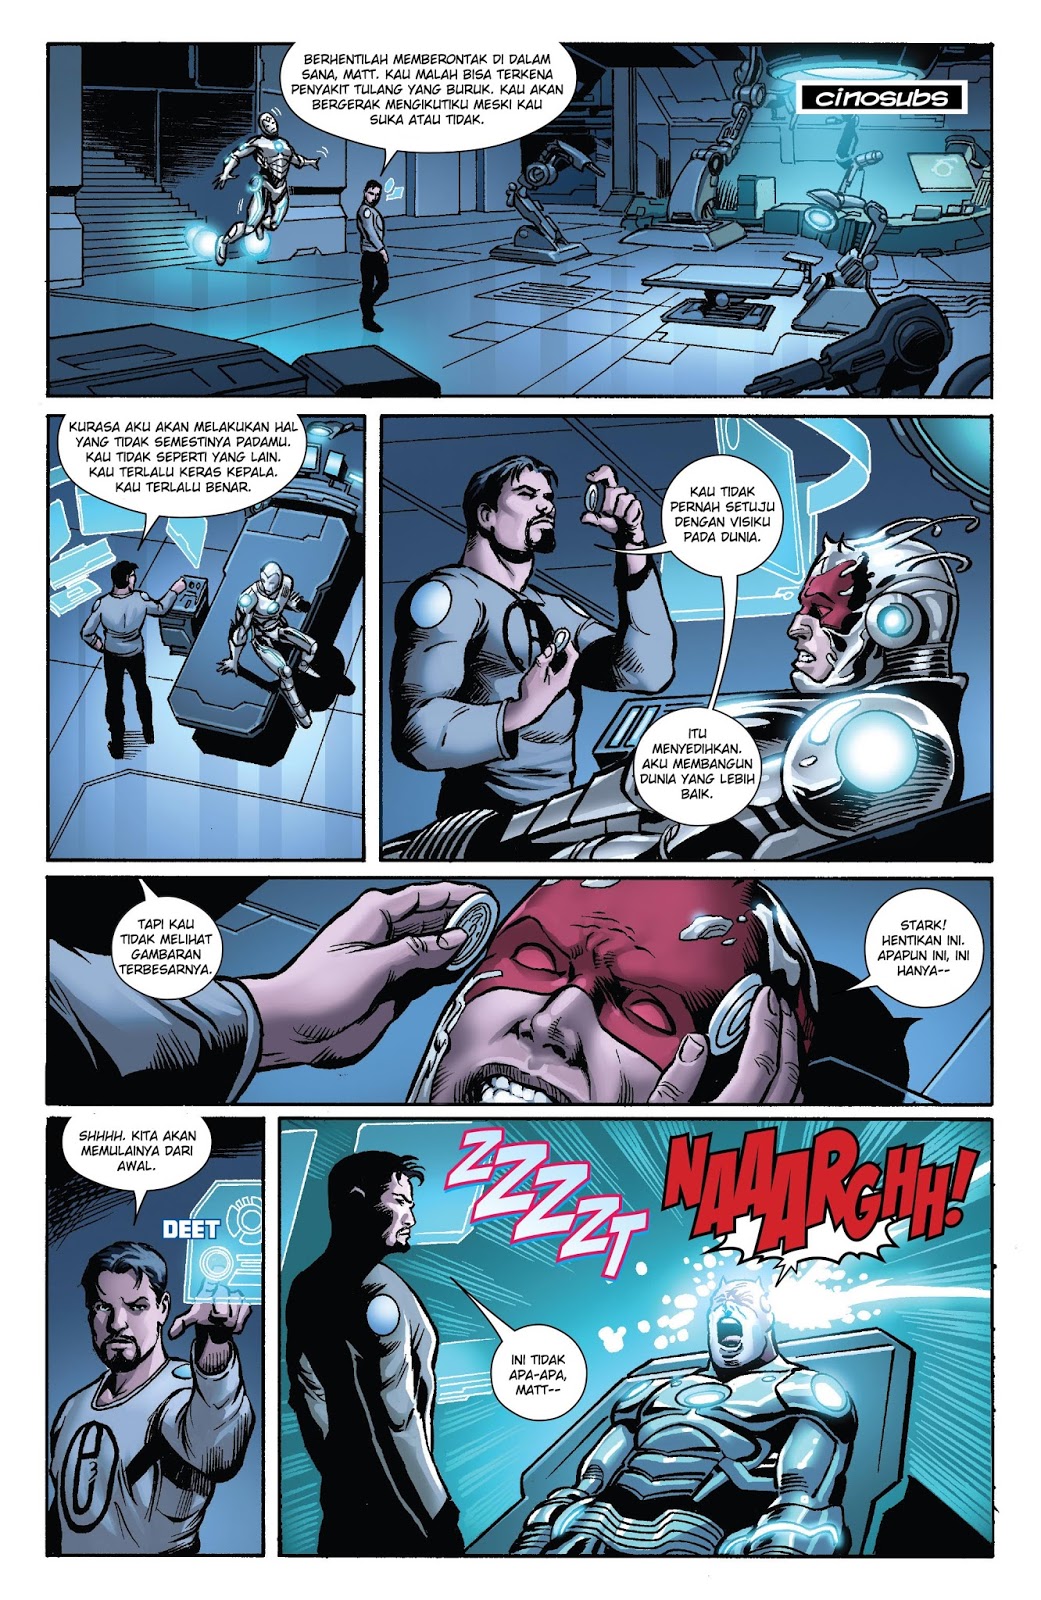 BERHENTILAH MEMBERONTAK DI DALAM
SANA, MATT. KAU MALAH BISA TERKENA
PENYAKIT TULANG YANG BURUK. KAU AKAN
BERGERAK MENGIKUTIKU MESKI KAU
SUKA ATAU TIDAK.
cinosubs
KURASA AKU AKAN MELAKUKAN HAL
YANG TIDAK SEMESTINYA PADAMU.
KAU TIDAK SEPERTI YANG LAIN.
KAU TERLALU KERAS KEPALA.
KAU TERLALU BENAR.
KAU TIDAK
PERNAH SETUJU
DENGAN VISIKU
PADA DUNIA.
ITU
MENYEDIHKAN.
AKU MEMBANGUN
DUNIA YANG LEBIH
BAIK.
TAPI KAU
TIDAK MELIHAT
GAMBARAN
TERBESARNYA.
STARK!
HENTIKAN INI.
APAPUN INI, INI
HANYA--
SHHHH. KITA AKAN
MEMULAINYA DARI
AWAL.
DEET
ZZZZZT
NAAARGHH!
INI TIDAK
APA-APA,
MATT--